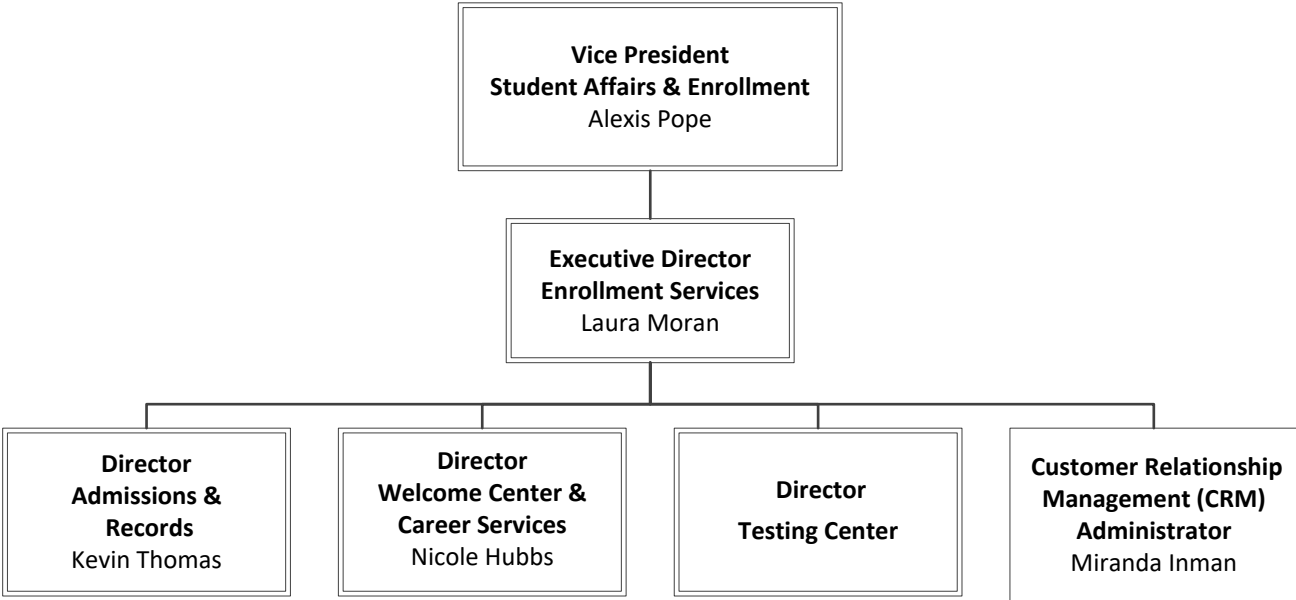 Vice President
Student Affairs & Enrollment
Alexis Pope
Executive Director
Enrollment Services
Laura Moran
Director
Admissions &
Records
Kevin Thomas
Director
Welcome Center &
Career Services
Nicole Hubbs
Director
Testing Center
Customer Relationship
Management (CRM)
Administrator
Miranda Inman